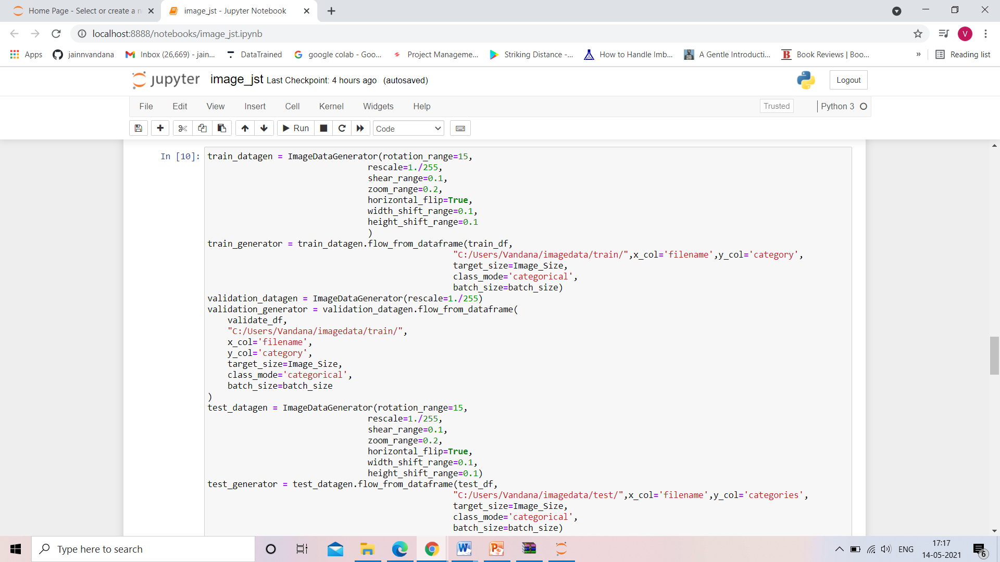 Home Page - Select or create a n
image_jst - Jupyter Notebook
localhost:8888/notebooks/image_jst.ipynb
V
Apps
jainnvandana
Inbox (26,669) - jain...
DataTrained
google colab - Goo...
Project Manageme...
Striking Distance -...
How to Handle Imb...
A Gentle Introducti...
B
Book Reviews | Boo...
»
Reading list
jupyter
image_jst Last Checkpoint: 4 hours ago (autosaved)
Logout
File
Edit
View
Insert
Cell
Kernel
Widgets
Help
Trusted
Python 3
Run
Code
In [10]:
train_datagen = ImageDataGenerator(rotation_range=15,
rescale=1./255,
shear_range=0.1,
zoom_range=0.2,
horizontal_flip=True,
width_shift_range=0.1,
height_shift_range=0.1
)
train_generator = train_datagen.flow_from_dataframe(train_df,
"C:/Users/Vandana/imagedata/train/",x_col='filename',y_col='category',
target_size=Image_Size,
class_mode='categorical',
batch_size=batch_size)
validation_datagen = ImageDataGenerator(rescale=1./255)
validation_generator = validation_datagen.flow_from_dataframe(
validate_df,
"C:/Users/Vandana/imagedata/train/",
x_col='filename',
y_col='category',
target_size=Image_Size,
class_mode='categorical',
batch_size=batch_size
)
test_datagen = ImageDataGenerator(rotation_range=15,
rescale=1./255,
shear_range=0.1,
zoom_range=0.2,
horizontal_flip=True,
width_shift_range=0.1,
height_shift_range=0.1)
test_generator = test_datagen.flow_from_dataframe(test_df,
"C:/Users/Vandana/imagedata/test/",x_col='filename',y_col='categories',
target_size=Image_Size,
class_mode='categorical',
batch_size=batch_size)
Type here to search
W
P
ENG
17:17
14-05-2021
6